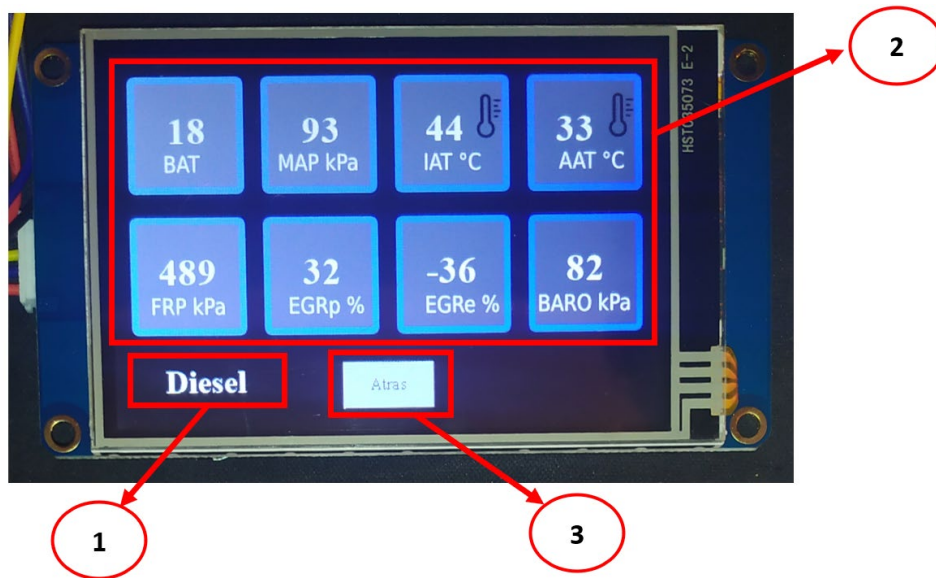 2
HST035073 E-2
18
BAT
93
MAP kPa
44
IAT °C
33
AAT °C
489
FRP kPa
32
EGRp %
-36
EGRe %
82
BARO kPa
Diesel
Atras
1
3